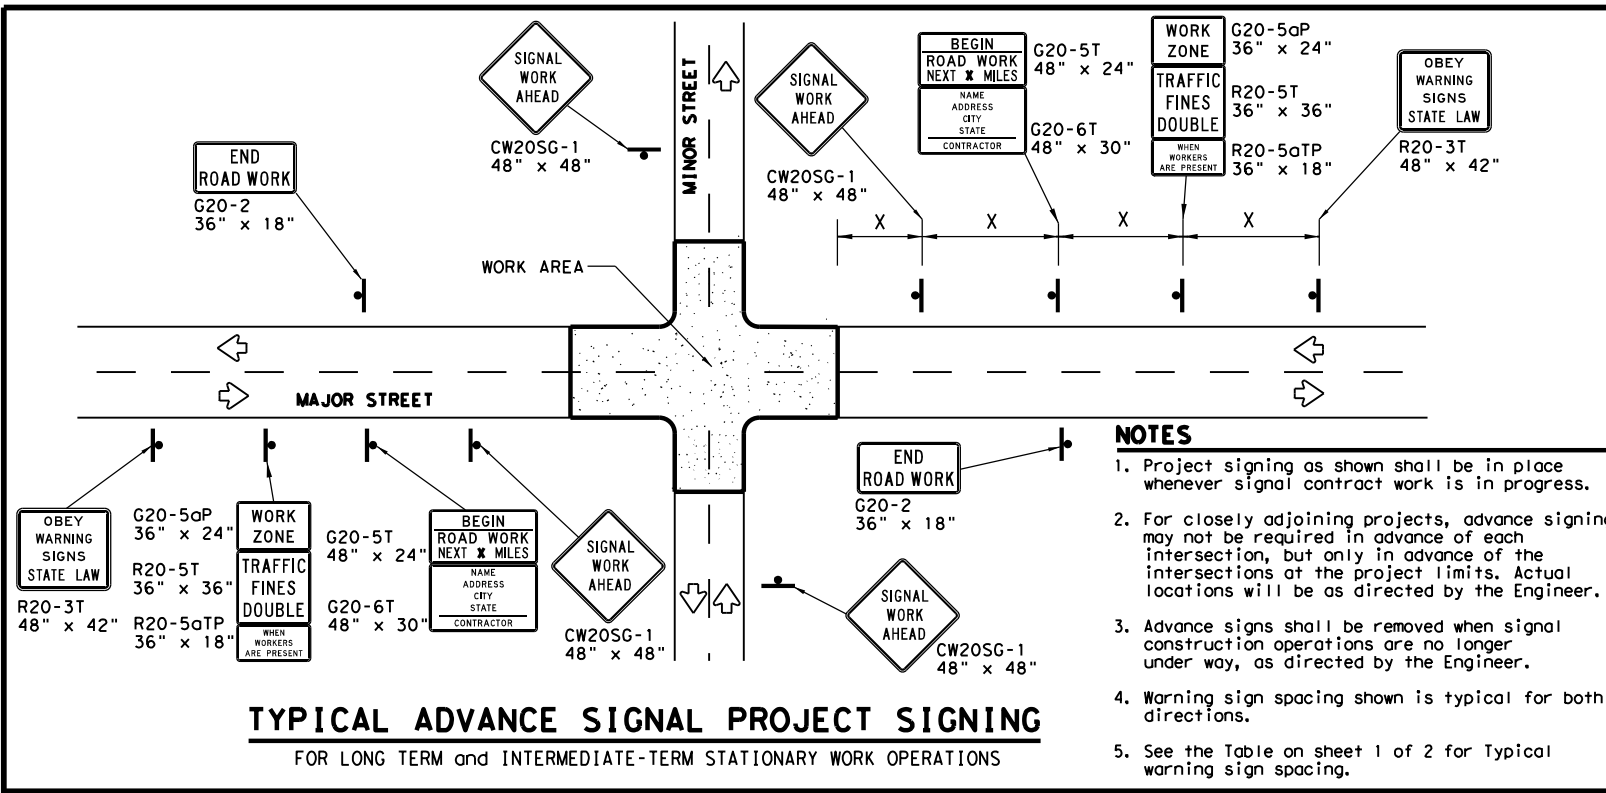 SIGNAL
WORK
AHEAD
CW20SG-1
48" x 48"
END
ROAD WORK
G20-2
36" x 18"
MINOR STREET
SIGNAL
WORK
AHEAD
CW20SG-1
48" x 48"
BEGIN
ROAD WORK
NEXT X MILES
NAME
ADDRESS
CITY
STATE
CONTRACTOR
G20-5T
48" x 24"
G20-6T
48" x 30"
WORK
ZONE
TRAFFIC
FINES
DOUBLE
WHEN
WORKERS
ARE PRESENT
G20-5aP
36" x 24"
R20-5T
36" x 36"
R20-5aTP
36" x 18"
OBEY
WARNING
SIGNS
STATE LAW
R20-3T
48" x 42"
X
X
X
X
WORK AREA
MAJOR STREET
OBEY
WARNING
SIGNS
STATE LAW
R20-3T
48" x 42"
G20-5aP
36" x 24"
R20-5T
36" x 36"
R20-5aTP
36" x 18"
WORK
ZONE
TRAFFIC
FINES
DOUBLE
WHEN
WORKERS
ARE PRESENT
G20-5T
48" x 24"
G20-6T
48" x 30"
BEGIN
ROAD WORK
NEXT X MILES
NAME
ADDRESS
CITY
STATE
CONTRACTOR
SIGNAL
WORK
AHEAD
CW20SG-1
48" x 48"
END
ROAD WORK
G20-2
36" x 18"
SIGNAL
WORK
AHEAD
CW20SG-1
48" x 48"
TYPICAL ADVANCE SIGNAL PROJECT SIGNING
FOR LONG TERM and INTERMEDIATE-TERM STATIONARY WORK OPERATIONS
NOTES
1. Project signing as shown shall be in place
whenever signal contract work is in progress.
2. For closely adjoining projects, advance signing
may not be required in advance of each
intersection, but only in advance of the
intersections at the project limits. Actual
locations will be as directed by the Engineer.
3. Advance signs shall be removed when signal
construction operations are no longer
under way, as directed by the Engineer.
4. Warning sign spacing shown is typical for both
directions.
5. See the Table on sheet 1 of 2 for Typical
warning sign spacing.